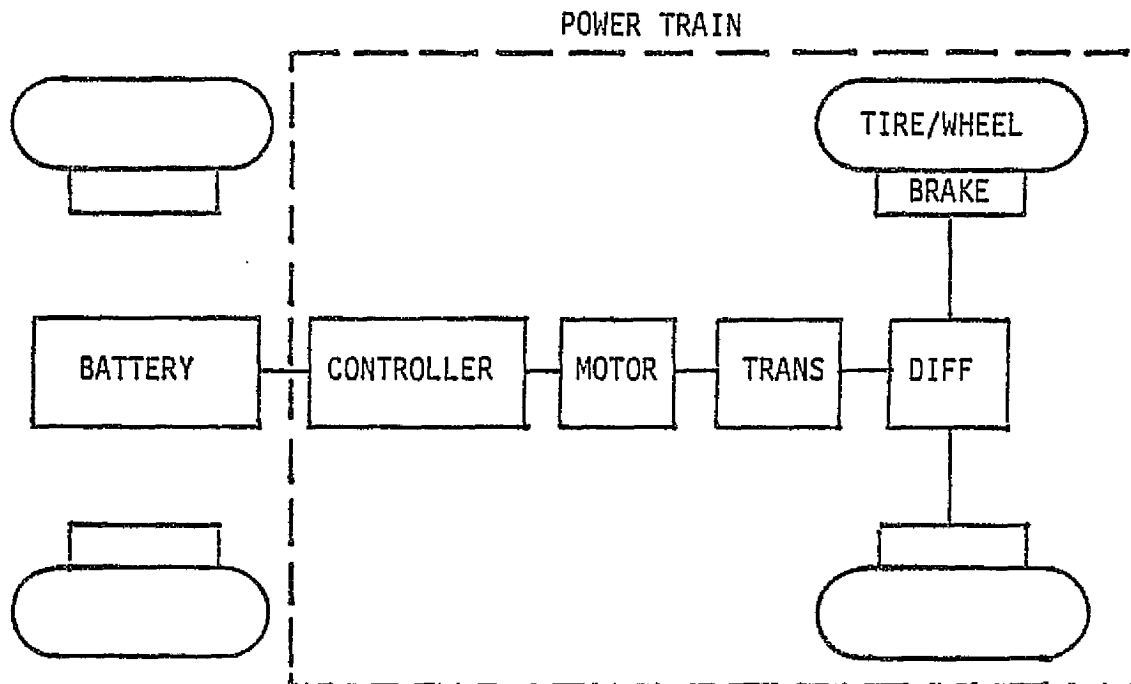 POWER TRAIN
TIRE/WHEEL
BRAKE
BATTERY
CONTROLLER
MOTOR
TRANS
DIFF